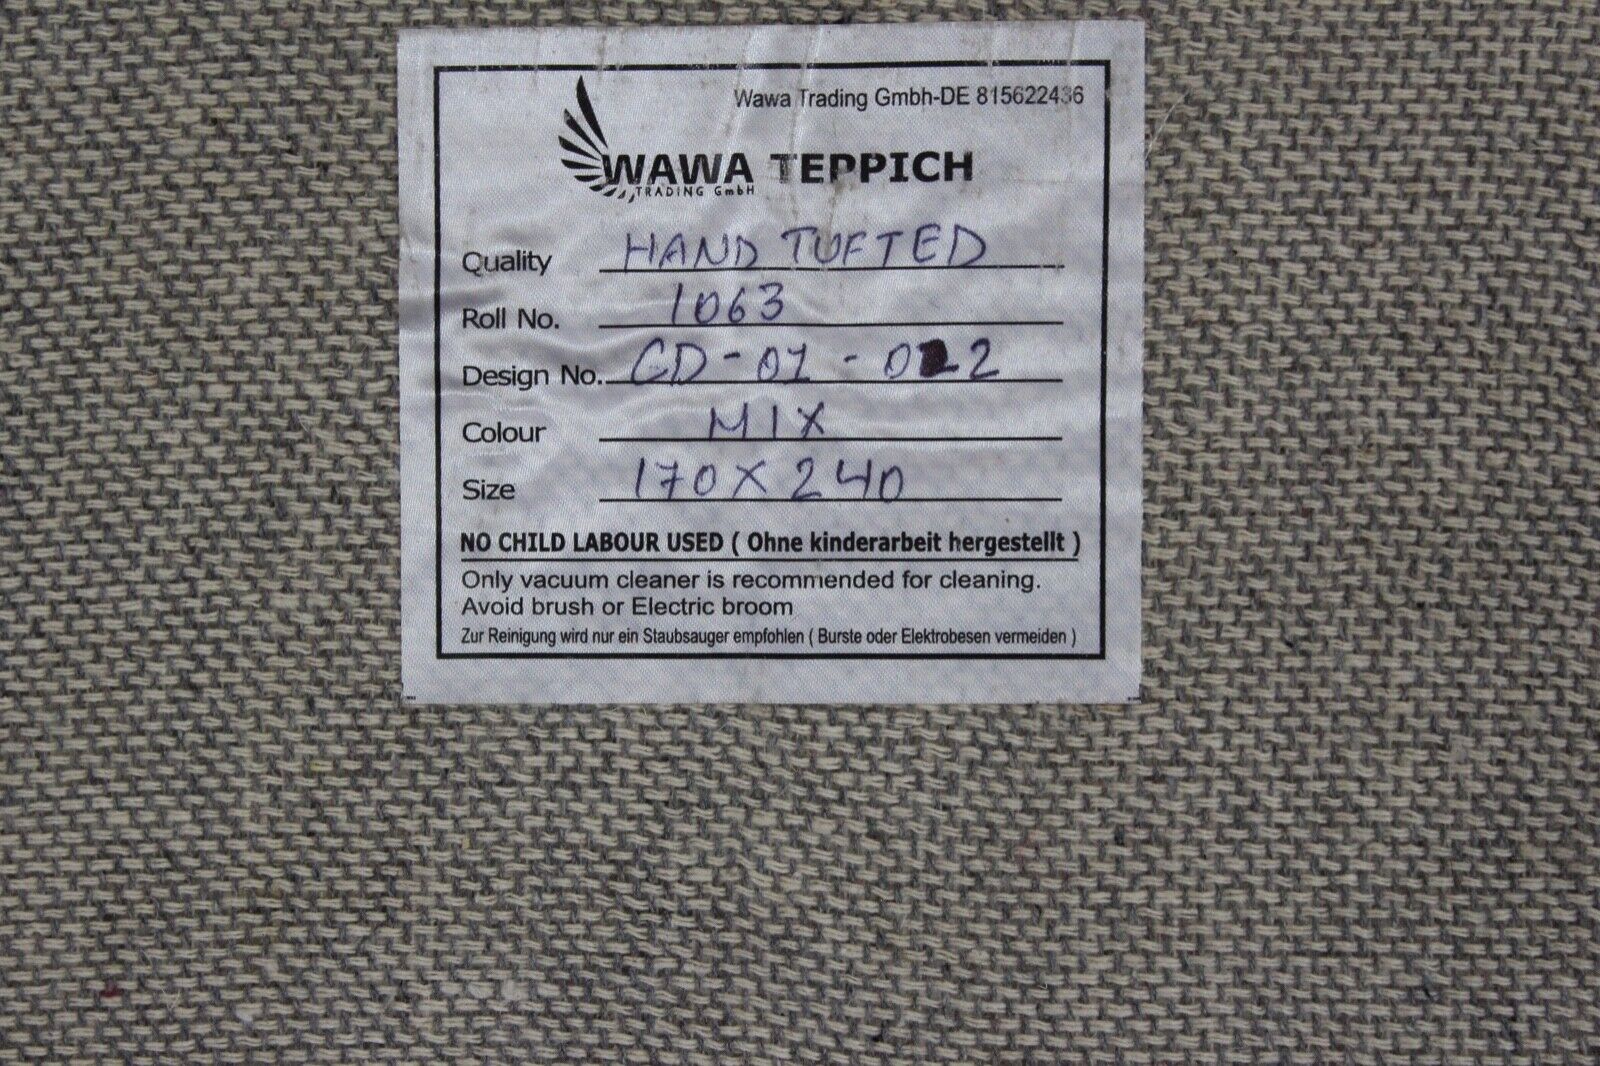 Wawa Trading Gmbh-DE 815622436
WAWA TEPPICH
TRADING GmbH
Quality HAND TUFTED
Roll No. 1063
Design No. GD-01-022
Colour MIX
Size 170X240
NO CHILD LABOUR USED ( Ohne kinderarbeit hergestellt )
Only vacuum cleaner is recommended for cleaning.
Avoid brush or Electric broom
Zur Reinigung wird nur ein Staubsauger empfohlen ( Burste oder Elektrobesen vermeiden )